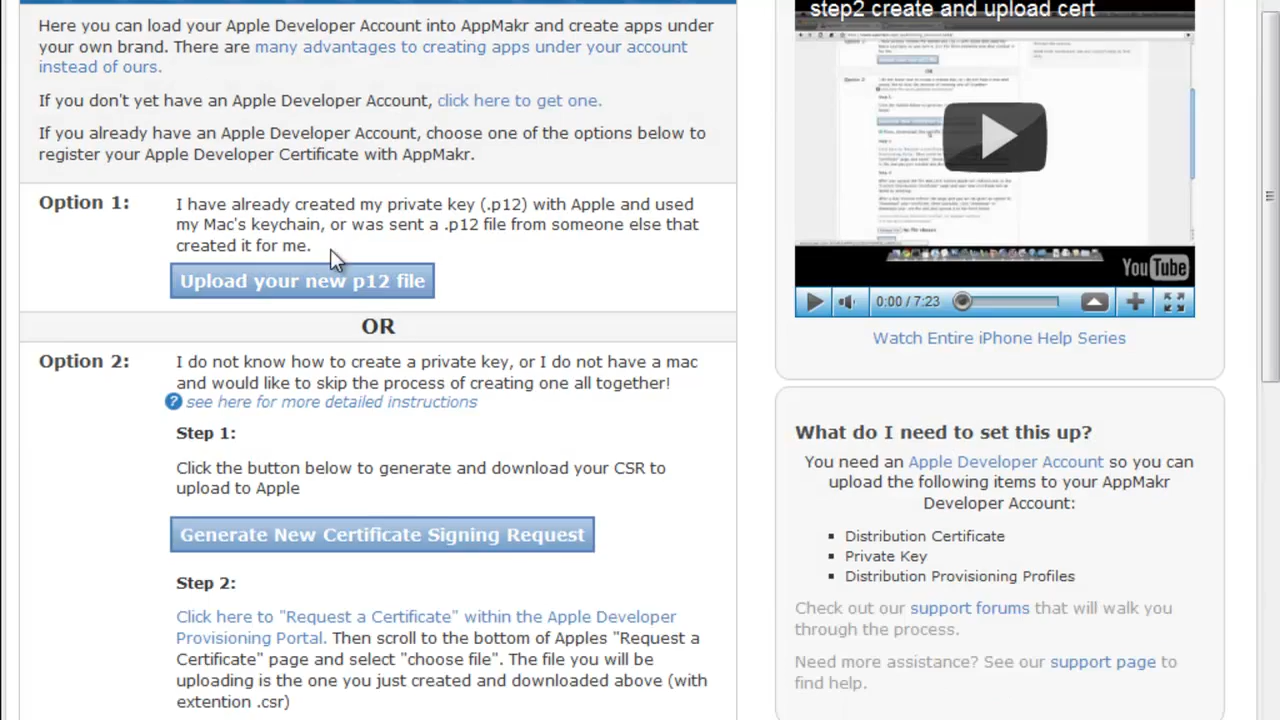 Here you can load your Apple Developer Account into AppMakr and create apps under
your own brand. There are many advantages to creating apps under your account
instead of ours.
If you don't yet have an Apple Developer Account, click here to get one.
If you already have an Apple Developer Account, choose one of the options below to
register your Apple Developer Certificate with AppMakr.
Option 1:
I have already created my private key (.p12) with Apple and used
my Mac's Keychain, or was sent a .p12 file from someone else that
created it for me.
Upload your new p12 file
OR
Option 2:
I do not know how to create a private key, or I do not have a mac
and would like to skip the process of creating one all together!
? see here for more detailed instructions
Step 1:
Click the button below to generate and download your CSR to
upload to Apple
Generate New Certificate Signing Request
Step 2:
Click here to "Request a Certificate" within the Apple Developer
Provisioning Portal. Then scroll to the bottom of Apples "Request a
Certificate" page and select "choose file". The file you will be
uploading is the one you just created and downloaded above (with
extention .csr)
step2 create and upload cert
YouTube
0:00 / 7:23
Watch Entire iPhone Help Series
What do I need to set this up?
You need an Apple Developer Account so you can
upload the following items to your AppMakr
Developer Account:
Distribution Certificate
Private Key
Distribution Provisioning Profiles
Check out our support forums that will walk you
through the process.
Need more assistance? See our support page to
find help.